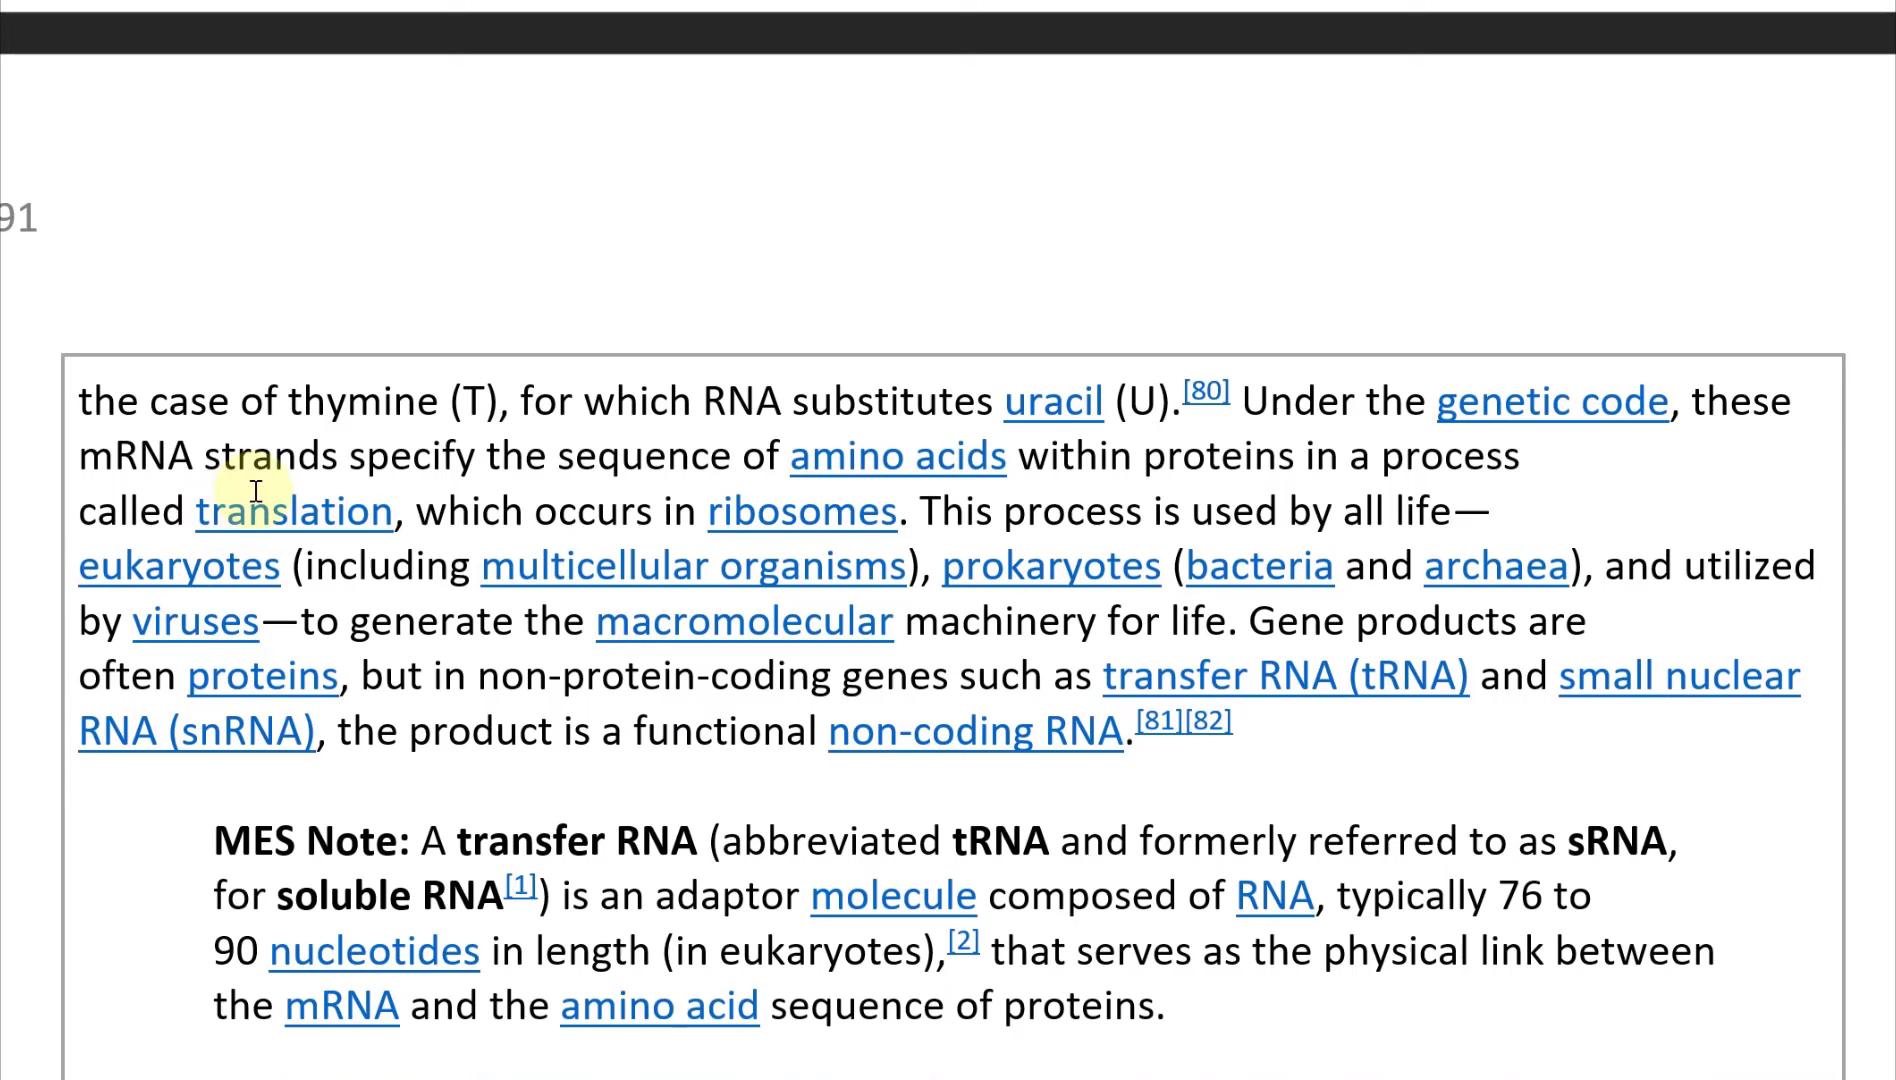 91
the case of thymine (T), for which RNA substitutes uracil (U).[80] Under the genetic code, these
mRNA strands specify the sequence of amino acids within proteins in a process
called translation, which occurs in ribosomes. This process is used by all life—
eukaryotes (including multicellular organisms), prokaryotes (bacteria and archaea), and utilized
by viruses—to generate the macromolecular machinery for life. Gene products are
often proteins, but in non-protein-coding genes such as transfer RNA (tRNA) and small nuclear
RNA (snRNA), the product is a functional non-coding RNA.[81][82]
MES Note: A transfer RNA (abbreviated tRNA and formerly referred to as sRNA,
for soluble RNA[1]) is an adaptor molecule composed of RNA, typically 76 to
90 nucleotides in length (in eukaryotes),[2] that serves as the physical link between
the mRNA and the amino acid sequence of proteins.